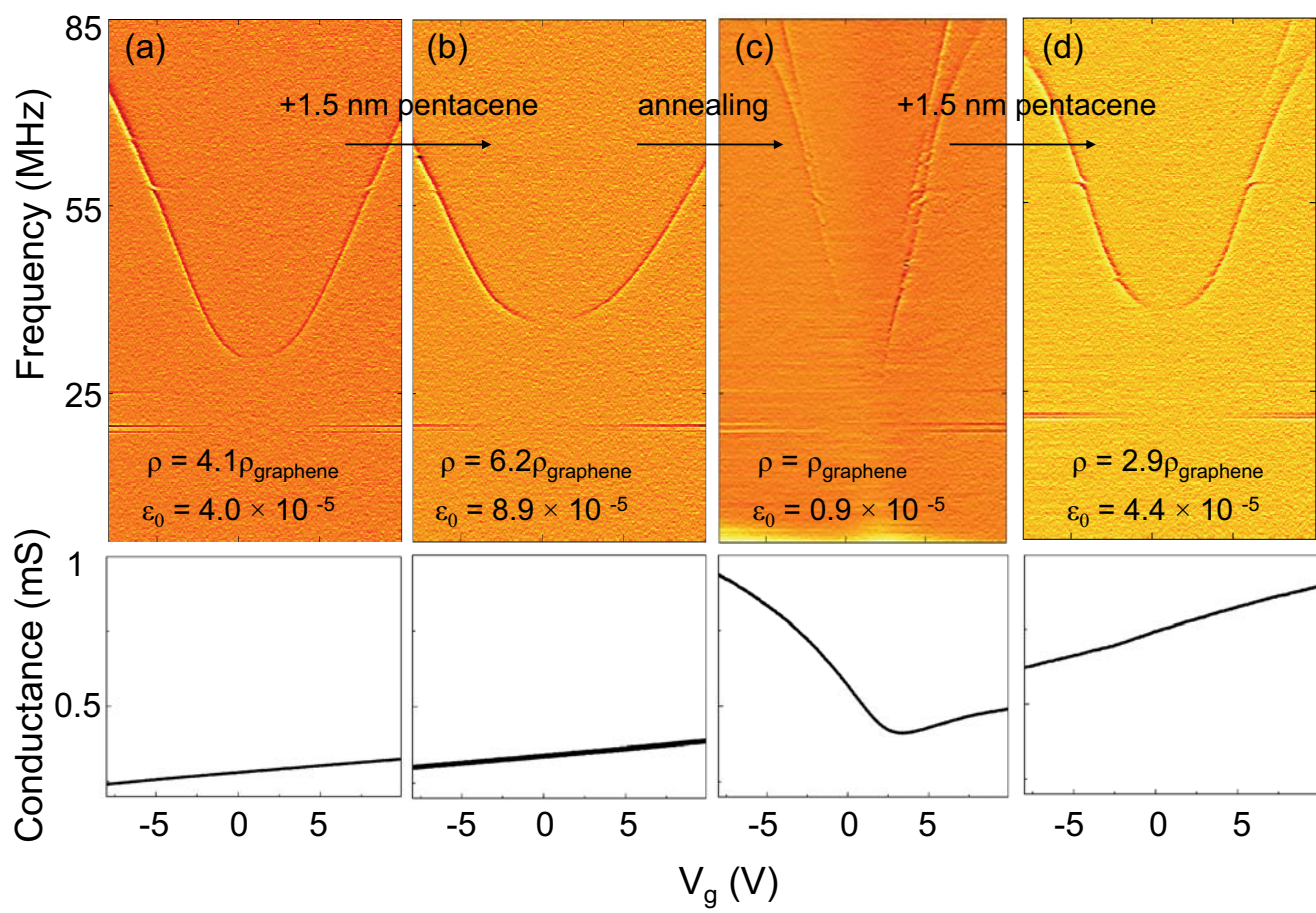 85
55
25
Frequency (MHz)
(a)
(b)
(c)
(d)
+1.5 nm pentacene
annealing
+1.5 nm pentacene
ρ = 4.1ρgraphene
ε0 = 4.0 × 10 -5
ρ = 6.2ρgraphene
ε0 = 8.9 × 10 -5
ρ = ρgraphene
ε0 = 0.9 × 10 -5
ρ = 2.9ρgraphene
ε0 = 4.4 × 10 -5
1
0.5
Conductance (mS)
-5 0 5
-5 0 5
-5 0 5
-5 0 5
Vg (V)